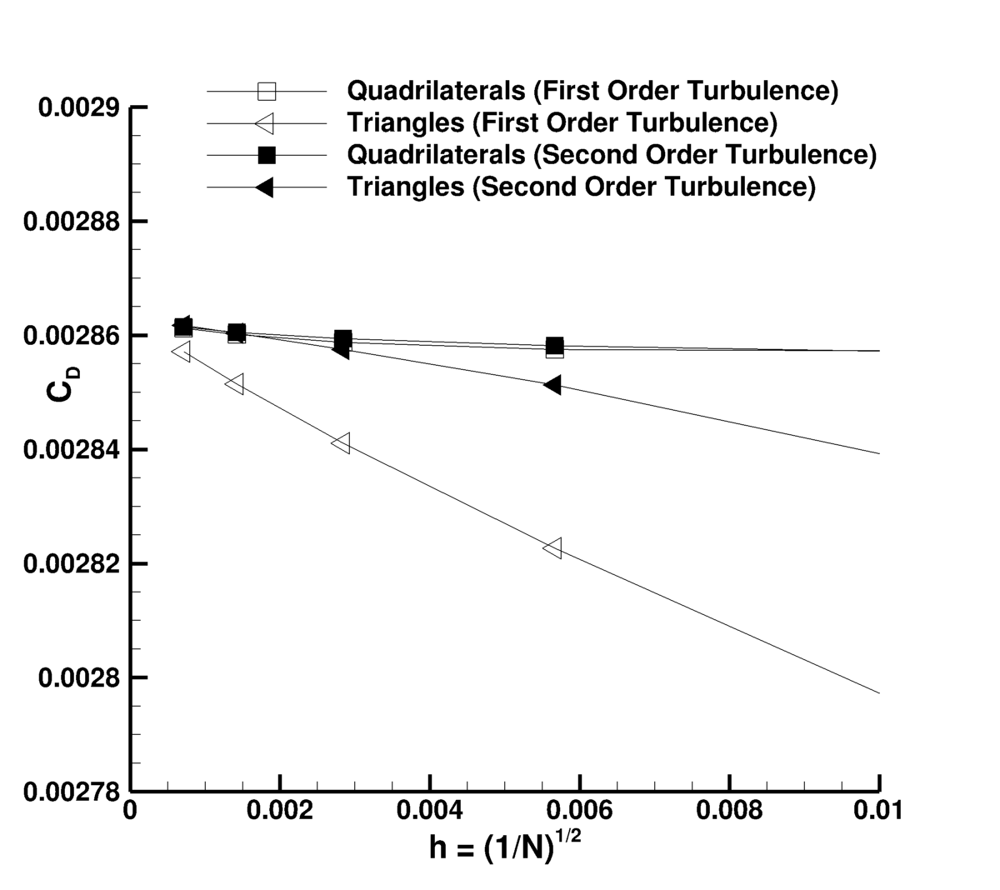 Quadrilaterals (First Order Turbulence)
Triangles (First Order Turbulence)
Quadrilaterals (Second Order Turbulence)
Triangles (Second Order Turbulence)
0.0029
0.00288
0.00286
0.00284
0.00282
0.0028
0.00278
C_D
0 0.002 0.004 0.006 0.008 0.01
h = (1/N)^1/2